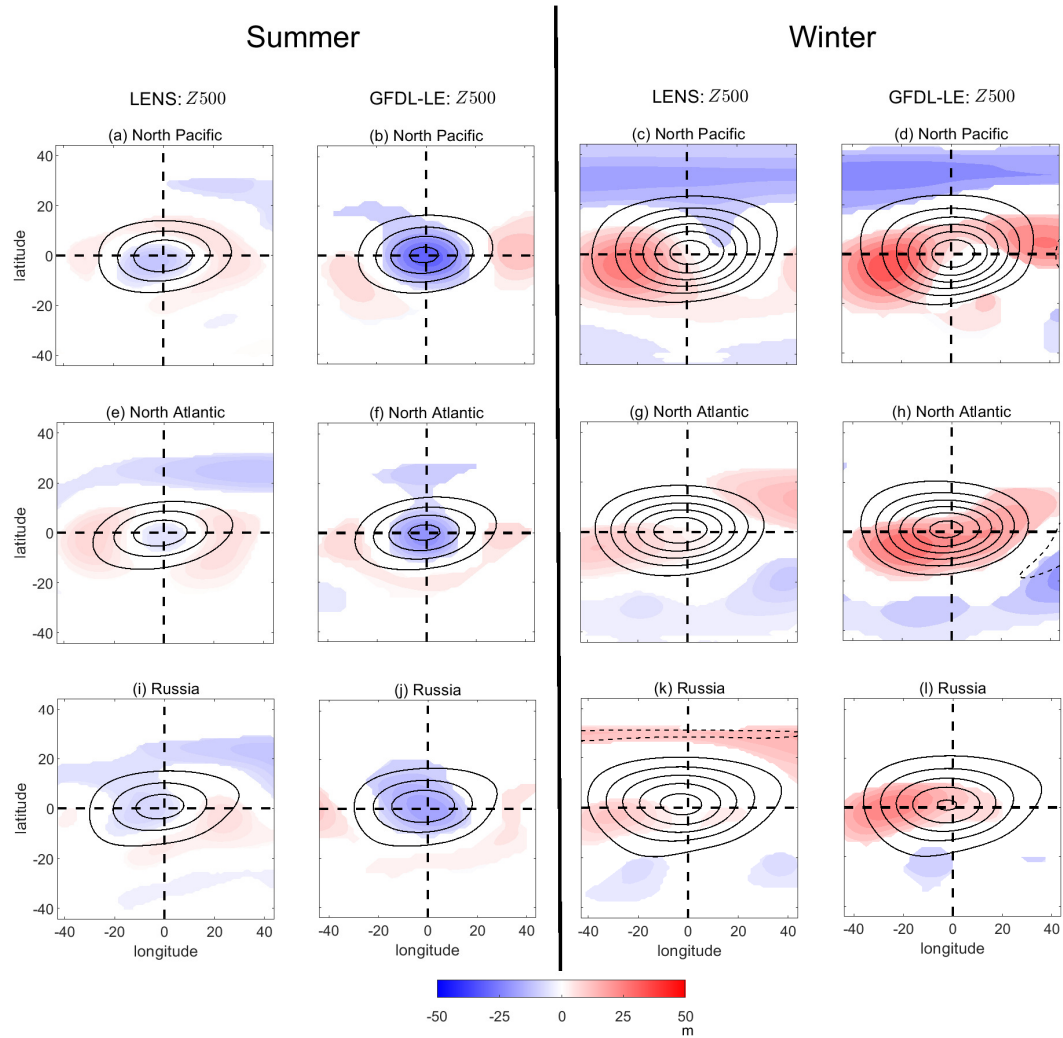 Summer Winter
LENS: Z500 GFDL-LE: Z500 LENS: Z500 GFDL-LE: Z500
(a) North Pacific (b) North Pacific (c) North Pacific (d) North Pacific
40
20
0
-20
-40
latitude
(e) North Atlantic (f) North Atlantic (g) North Atlantic (h) North Atlantic
40
20
0
-20
-40
latitude
(i) Russia (j) Russia (k) Russia (l) Russia
40
20
0
-20
-40
latitude
-40 -20 0 20 40 -40 -20 0 20 40 -40 -20 0 20 40 -40 -20 0 20 40
longitude longitude longitude longitude
-50 -25 0 25 50
m